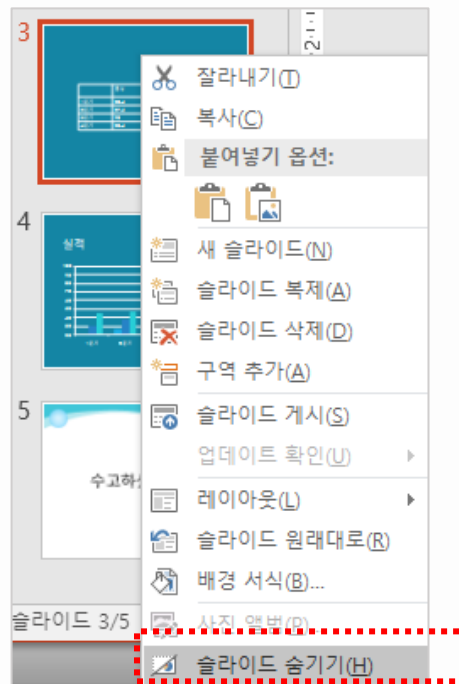 3
잘라내기(T)
복사(C)
붙여넣기 옵션:
4
실적
새 슬라이드(N)
슬라이드 복제(A)
슬라이드 삭제(D)
구역 추가(A)
5
슬라이드 게시(S)
업데이트 확인(U)
수고하
레이아웃(L)
슬라이드 원래대로(R)
배경 서식(B)...
슬라이드 3/5
사진 앨범(P)...
슬라이드 숨기기(H)